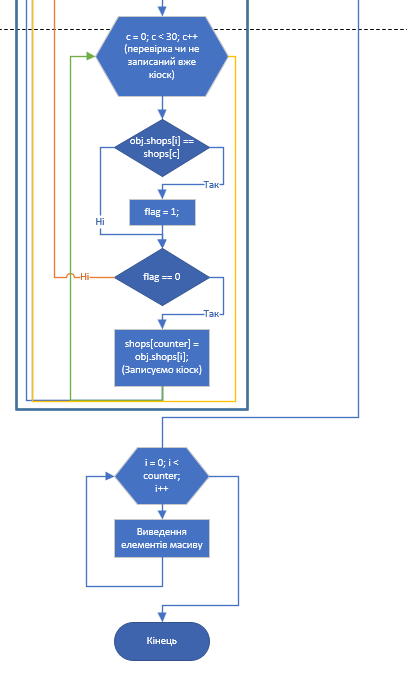 c = 0; c < 30; c++
(перевірка чи не
записаний вже
кіоск)
obj.shops[i] ==
shops[c]
Так
flag = 1;
Ні
flag == 0
Ні
Так
shops[counter] =
obj.shops[i];
(Записуємо кіоск)
i = 0; i <
counter;
i++
Виведення
елементів масиву
Кінець